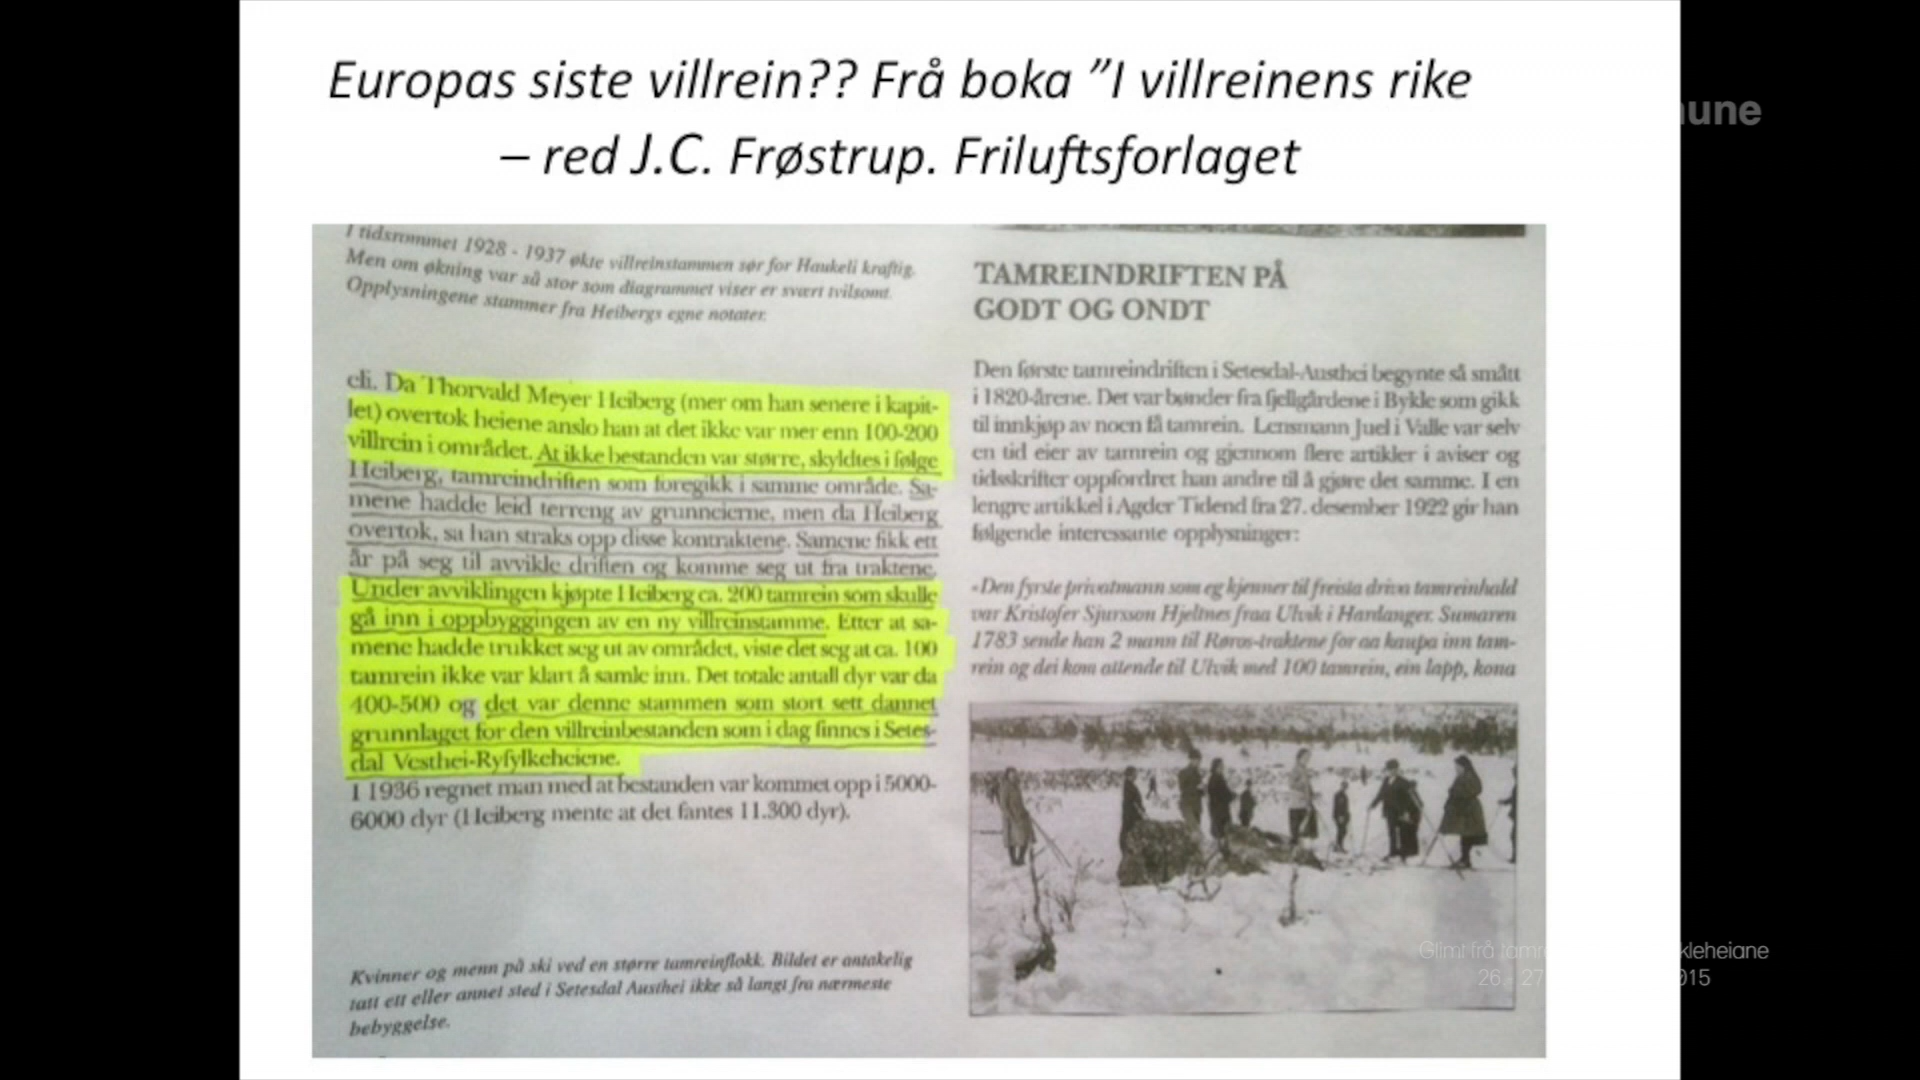 Europas siste villrein?? Frå boka ”I villreinens rike
– red J.C. Frøstrup. Friluftsforlaget
une
I tidsrommet 1928 - 1937 økte villreinstammen sør for Haukeli kraftig.
Men om økning var så stor som diagrammet viser er svært tvilsomt.
Opplysningene stammer fra Heibergs egne notater.
eli. Da Thorvald Meyer Heiberg (mer om han senere i kapit-
let) overtok heiene anslo han at det ikke var mer enn 100-200
villrein i området. At ikke bestanden var større, skyldtes i følge
Heiberg, tamreindriften som foregikk i samme område. Sa-
mene hadde leid terreng av grunneierne, men da Heiberg
overtok, sa han straks opp disse kontraktene. Samene fikk ett
år på seg til avvikle driften og komme seg ut fra traktene.
Under avviklingen kjøpte Heiberg ca. 200 tamrein som skulle
gå inn i oppbyggingen av en ny villreinstamme. Etter at sa-
mene hadde trukket seg ut av området, viste det seg at ca. 100
tamrein ikke var klart å samle inn. Det totale antall dyr var da
400-500 og det var denne stammen som stort sett dannet
grunnlaget for den villreinbestanden som i dag finnes i Setes-
dal Vesthei-Ryfylkeheiene.
I 1936 regnet man med at bestanden var kommet opp i 5000-
6000 dyr (Heiberg mente at det fantes 11.300 dyr).
Kvinner og menn på ski ved en større tamreinflokk. Bildet er antakelig
tatt ett eller annet sted i Setesdal Austhei ikke så langt fra nærmeste
bebyggelse.
TAMREINDRIFTEN PÅ
GODT OG ONDT
Den første tamreindriften i Setesdal-Austhei begynte så smått
i 1820-årene. Det var bønder fra fjellgårdene i Bykle som gikk
til innkjøp av noen få tamrein. Lensmann Juel i Valle var selv
en tid eier av tamrein og gjennom flere artikler i aviser og
tidsskrifter oppfordret han andre til å gjøre det samme. I en
lengre artikkel i Agder Tidend fra 27. desember 1922 gir han
følgende interessante opplysninger:
«Den fyrste privatmann som eg kjenner til freista driva tamreinhald
var Kristofer Sjursson Hjeltnes fraa Ulvik i Hardanger. Sumaren
1783 sende han 2 mann til Røros-traktene for aa kaupa inn tam-
rein og dei kom attende til Ulvik med 100 tamrein, ein lapp, kona
Glimt frå tamre kleheiane
26. 27 015